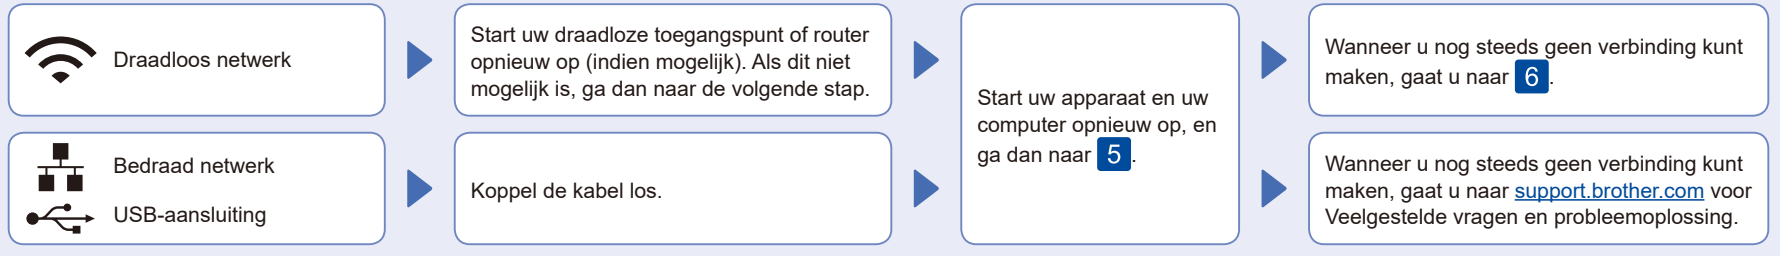 Draadloos netwerk
Start uw draadloze toegangspunt of router
opnieuw op (indien mogelijk). Als dit niet
mogelijk is, ga dan naar de volgende stap.
Bedraad netwerk
USB-aansluiting
Koppel de kabel los.
Start uw apparaat en uw
computer opnieuw op, en
ga dan naar 5.
Wanneer u nog steeds geen verbinding kunt
maken, gaat u naar 6.
Wanneer u nog steeds geen verbinding kunt
maken, gaat u naar support.brother.com voor
Veelgestelde vragen en probleemoplossing.